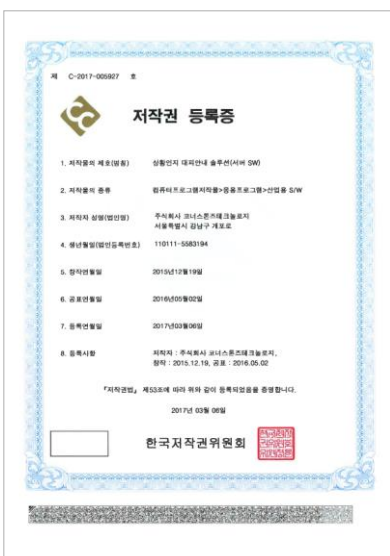 제 C-2017-005927 호
저작권 등록증
1. 저작물의 제호(명칭) 상황인지 대피안내 솔루션(서버 SW)
2. 저작물의 종류 컴퓨터프로그램저작물>응용프로그램>산업용 S/W
3. 저작자 성명(법인명) 주식회사 코너스톤즈테크놀로지
서울특별시 강남구 개포로
4. 생년월일(법인등록번호) 110111-5583194
5. 창작연월일 2015년12월19일
6. 공표연월일 2016년05월02일
7. 등록연월일 2017년03월06일
8. 등록사항 저작자 : 주식회사 코너스톤즈테크놀로지,
창작 : 2015.12.19, 공표 : 2016.05.02
『저작권법』 제53조에 따라 위와 같이 등록되었음을 증명합니다.
2017년 03월 06일
한국저작권위원회